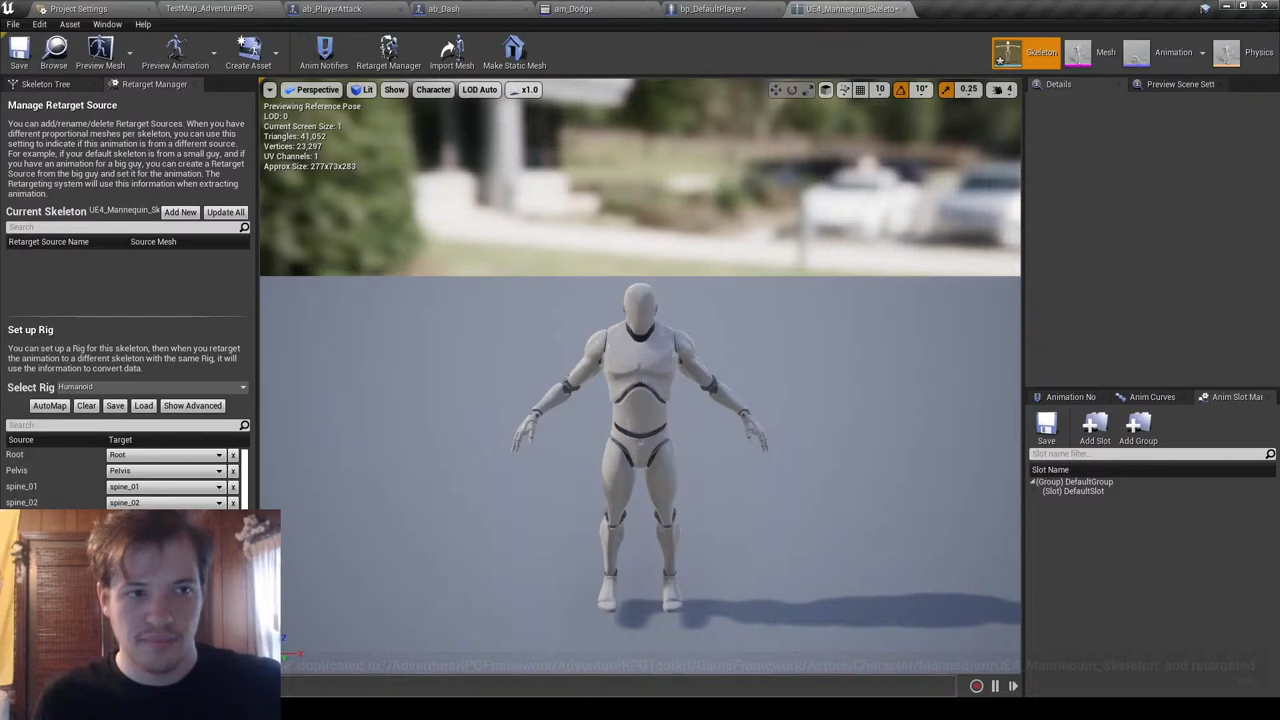 Project Settings
TestMap_AdventureRPG
ab_PlayerAttack
ab_Dash
am_Dodge
bp_DefaultPlayer*
UE4_Mannequin_Skeleto*
File Edit Asset Window Help
Save
Browse
Preview Mesh
Preview Animation
Create Asset
Anim Notifies
Retarget Manager
Import Mesh
Make Static Mesh
Skeleton
Mesh
Animation
Physics
Skeleton Tree
Retarget Manager
Manage Retarget Source
You can add/rename/delete Retarget Sources. When you have
different proportional meshes per skeleton, you can use this
setting to indicate if this animation is from a different source.
For example, if your default skeleton is from a small guy, and if
you have an animation for a big guy, you can create a Retarget
Source from the big guy and set it for the animation. The
Retargeting system will use this information when extracting
animation.
Current Skeleton UE4_Mannequin_Sk Add New Update All
Search
Retarget Source Name Source Mesh
Set up Rig
You can set up a Rig for this skeleton, then when you retarget
the animation to a different skeleton with the same Rig, it will
use the information to convert data.
Select Rig Humanoid
AutoMap Clear Save Load Show Advanced
Search
Source Target
Root Root x
Pelvis Pelvis x
spine_01 spine_01 x
spine_02 spine_02 x
Perspective Lit Show Character LOD Auto x1.0
10 10° 0.25 4
Previewing Reference Pose
LOD: 0
Current Screen Size: 1
Triangles: 41,052
Vertices: 23,297
UV Channels: 1
Approx Size: 277x73x283
Z
X
Details
Preview Scene Sett
Animation No
Anim Curves
Anim Slot Mar
Save
Add Slot
Add Group
Slot name filter...
Slot Name
(Group) DefaultGroup
(Slot) DefaultSlot